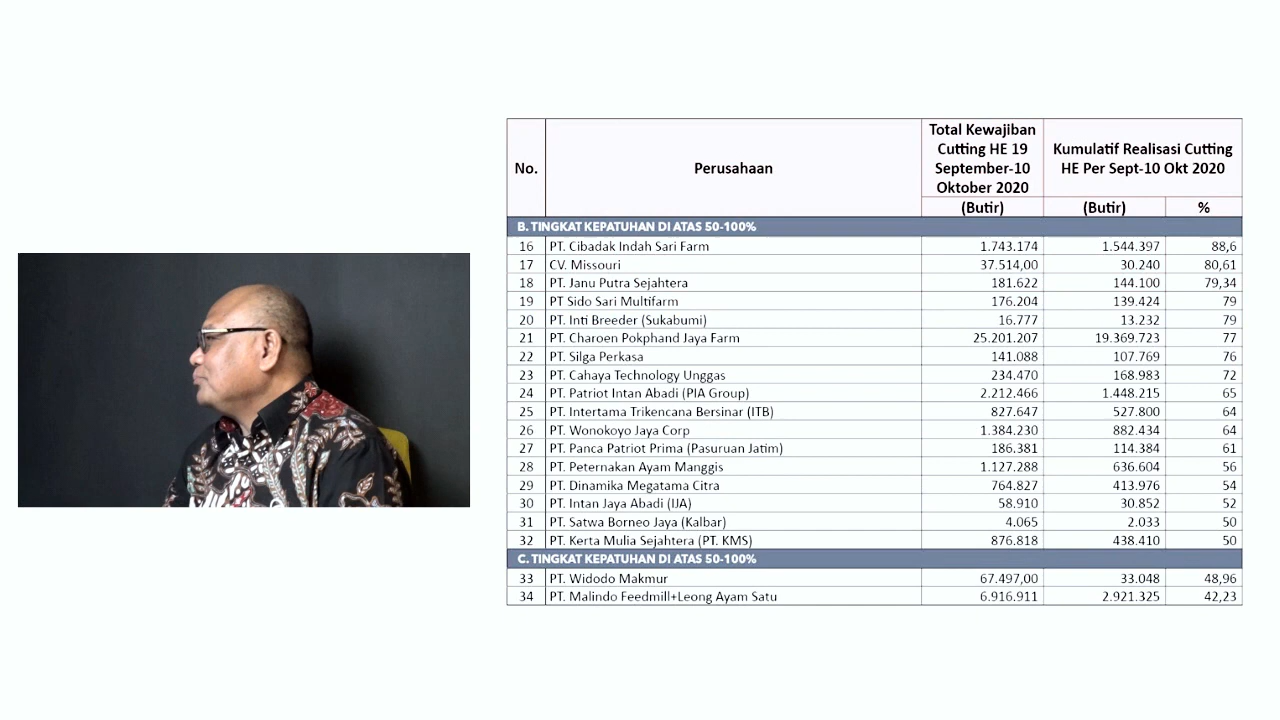 No.
Perusahaan
Total Kewajiban
Cutting HE 19
September-10
Oktober 2020
Kumulatif Realisasi Cutting
HE Per Sept-10 Okt 2020
(Butir)
(Butir)
%
B. TINGKAT KEPATUHAN DI ATAS 50-100%
16 PT. Cibadak Indah Sari Farm 1.743.174 1.544.397 88,6
17 CV. Missouri 37.514,00 30.240 80,61
18 PT. Janu Putra Sejahtera 181.622 144.100 79,34
19 PT Sido Sari Multifarm 176.204 139.424 79
20 PT. Inti Breeder (Sukabumi) 16.777 13.232 79
21 PT. Charoen Pokphand Jaya Farm 25.201.207 19.369.723 77
22 PT. Silga Perkasa 141.088 107.769 76
23 PT. Cahaya Technology Unggas 234.470 168.983 72
24 PT. Patriot Intan Abadi (PIA Group) 2.212.466 1.448.215 65
25 PT. Intertama Trikencana Bersinar (ITB) 827.647 527.800 64
26 PT. Wonokoyo Jaya Corp 1.384.230 882.434 64
27 PT. Panca Patriot Prima (Pasuruan Jatim) 186.381 114.384 61
28 PT. Peternakan Ayam Manggis 1.127.288 636.604 56
29 PT. Dinamika Megatama Citra 764.827 413.976 54
30 PT. Intan Jaya Abadi (IJA) 58.910 30.852 52
31 PT. Satwa Borneo Jaya (Kalbar) 4.065 2.033 50
32 PT. Kerta Mulia Sejahtera (PT. KMS) 876.818 438.410 50
C. TINGKAT KEPATUHAN DI ATAS 50-100%
33 PT. Widodo Makmur 67.497,00 33.048 48,96
34 PT. Malindo Feedmill+Leong Ayam Satu 6.916.911 2.921.325 42,23